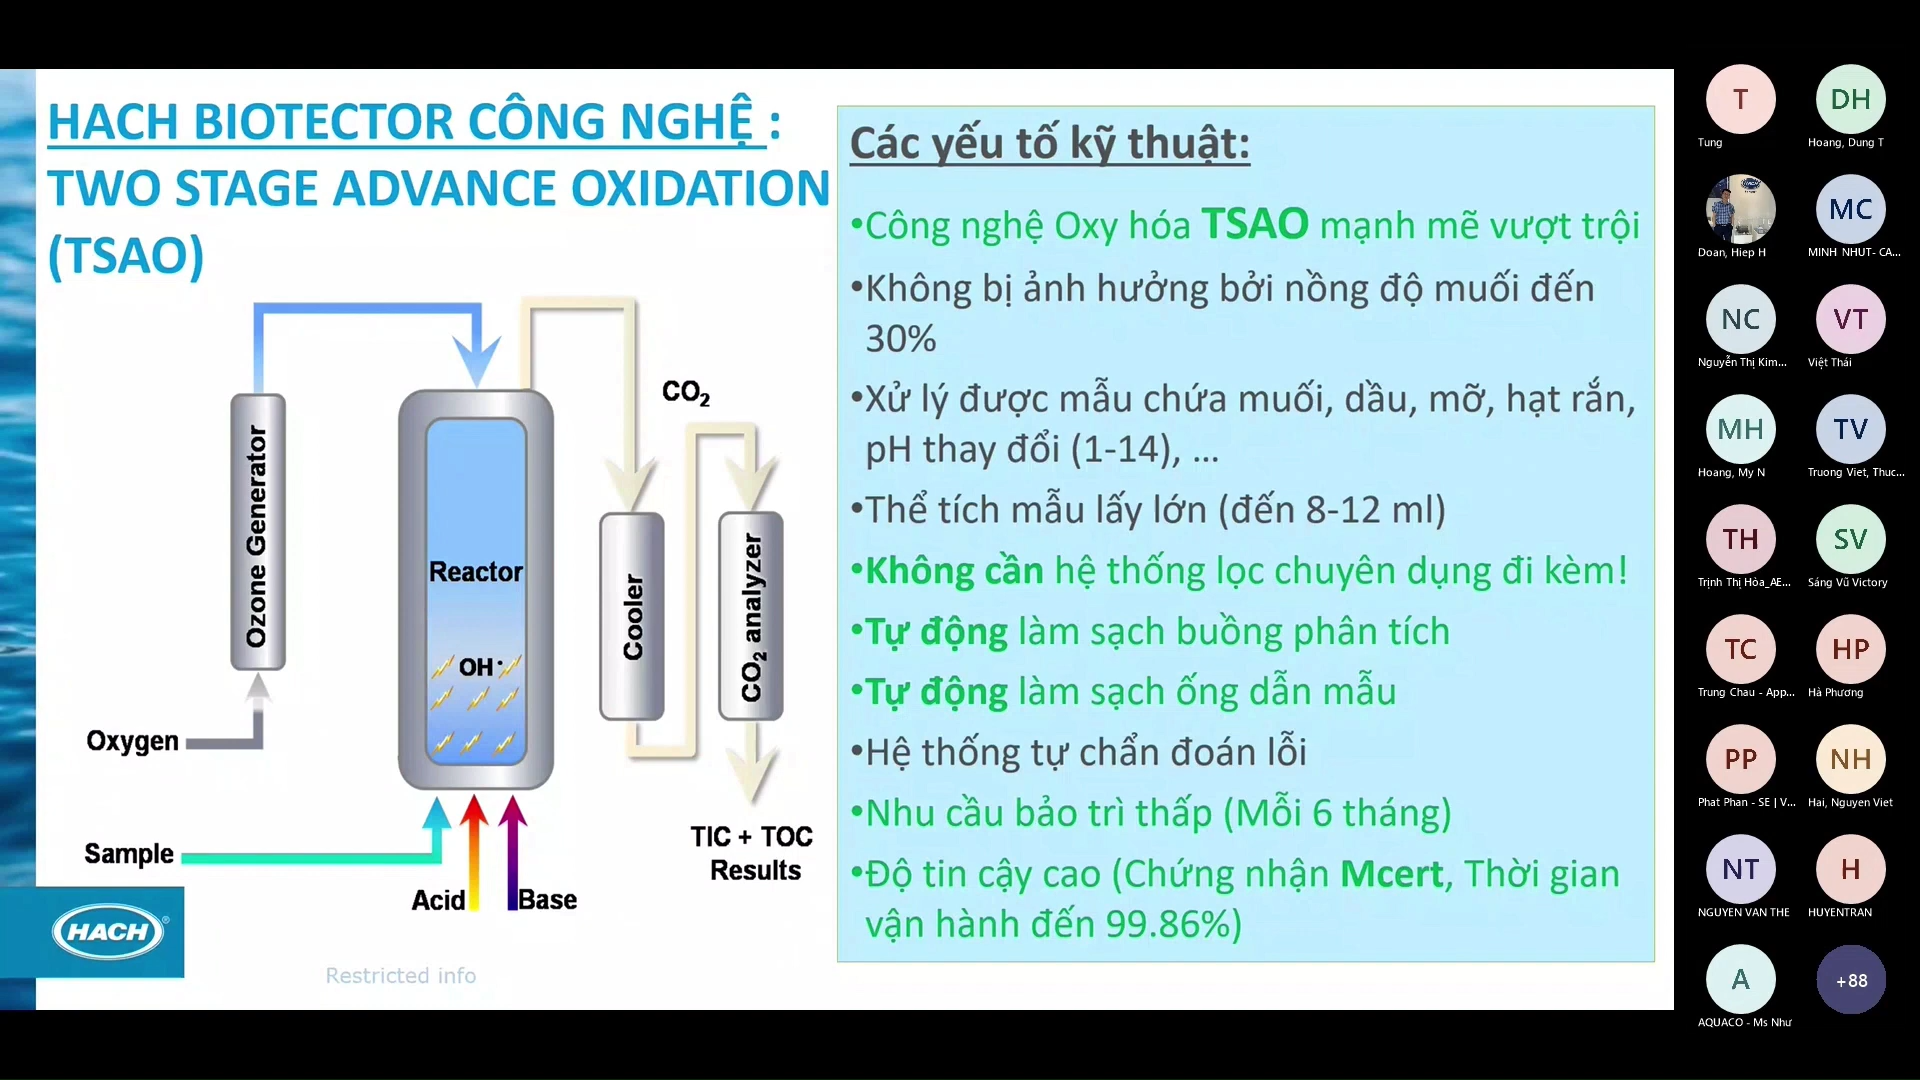 HACH BIOTECTOR CÔNG NGHỆ :
TWO STAGE ADVANCE OXIDATION
(TSAO)
CO2
Ozone Generator
Reactor
OH·
Cooler
CO2 analyzer
Oxygen
Sample
Acid
Base
TIC + TOC
Results
HACH®
Restricted info
Các yếu tố kỹ thuật:
•Công nghệ Oxy hóa TSAO mạnh mẽ vượt trội
•Không bị ảnh hưởng bởi nồng độ muối đến
30%
•Xử lý được mẫu chứa muối, dầu, mỡ, hạt rắn,
pH thay đổi (1-14), ...
•Thể tích mẫu lấy lớn (đến 8-12 ml)
•Không cần hệ thống lọc chuyên dụng đi kèm!
•Tự động làm sạch buồng phân tích
•Tự động làm sạch ống dẫn mẫu
•Hệ thống tự chẩn đoán lỗi
•Nhu cầu bảo trì thấp (Mỗi 6 tháng)
•Độ tin cậy cao (Chứng nhận Mcert, Thời gian
vận hành đến 99.86%)
T
Tung
DH
Hoang, Dung T
HACH
Doan, Hiep H
MC
MINH NHUT- CA...
NC
Nguyễn Thị Kim...
VT
Việt Thái
MH
Hoang, My N
TV
Truong Viet, Thuc...
TH
Trịnh Thị Hòa_AE...
SV
Sáng Vũ Victory
TC
Trung Chau - App...
HP
Hà Phương
PP
Phat Phan - SE | V...
NH
Hai, Nguyen Viet
NT
NGUYEN VAN THE
H
HUYENTRAN
A
AQUACO - Ms Như
+88